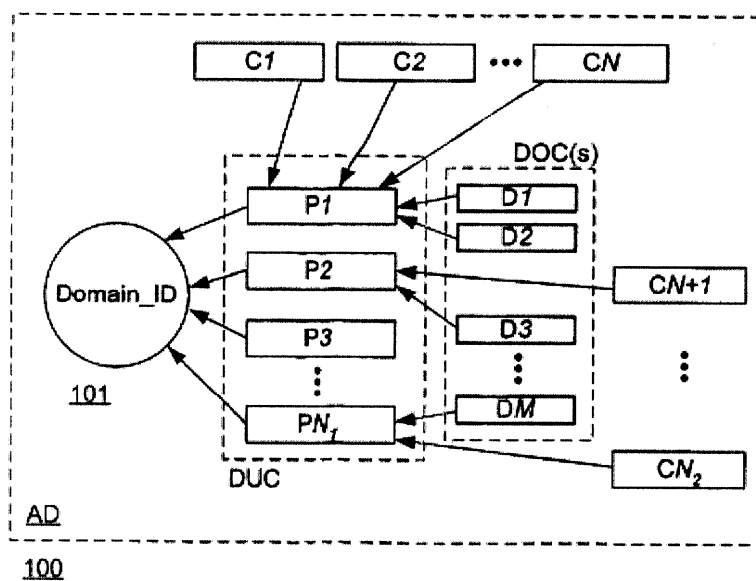 C1 C2 ••• CN
DOC(s)
P1 D1
D2
P2
Domain_ID CN+1
P3 D3
101
PN₁ DM
DUC CN₂
AD
100